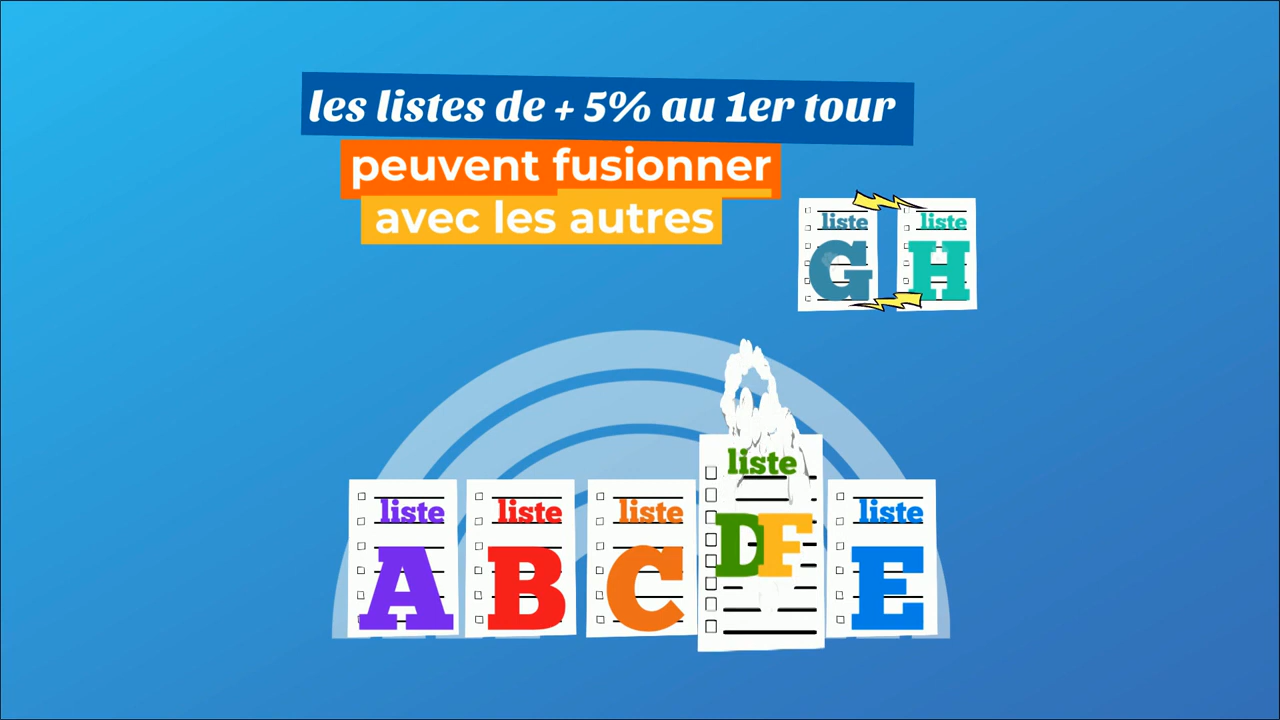 les listes de + 5% au 1er tour
peuvent fusionner
avec les autres
liste
G
liste
H
liste
A
liste
B
liste
C
liste
DF
liste
E